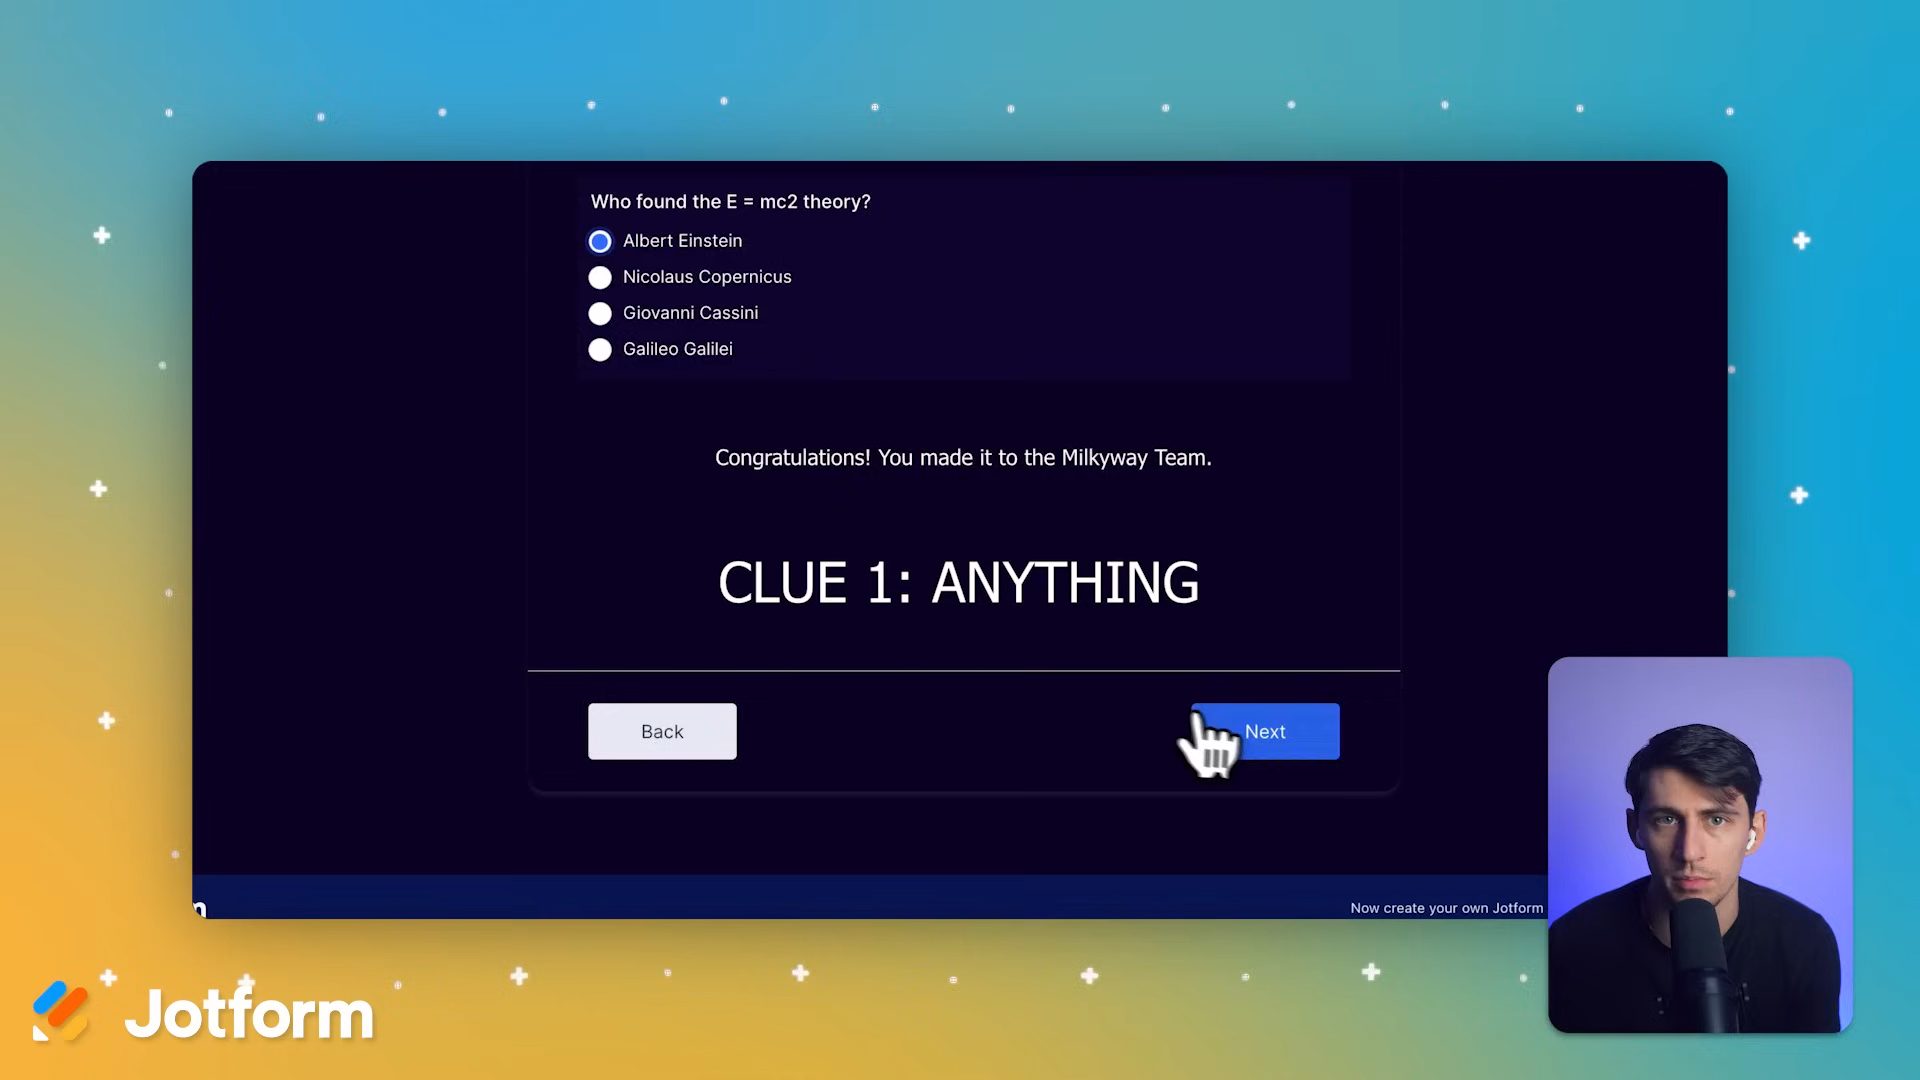 Who found the E = mc2 theory?
Albert Einstein
Nicolaus Copernicus
Giovanni Cassini
Galileo Galilei
Congratulations! You made it to the Milkyway Team.
CLUE 1: ANYTHING
Back
Next
Now create your own Jotform
Jotform